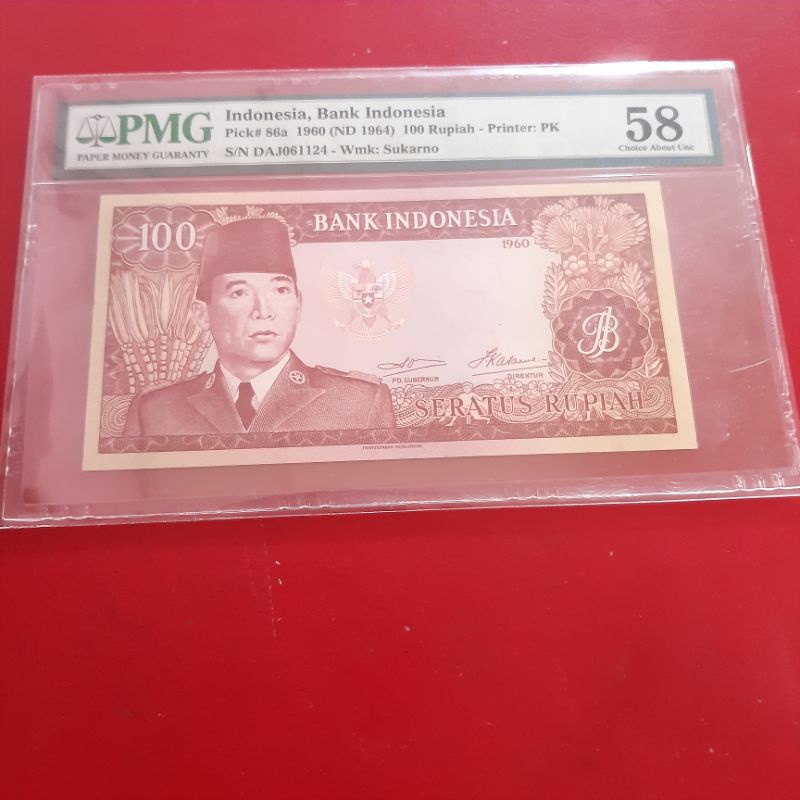 PMG
PAPER MONEY GUARANTY
Indonesia, Bank Indonesia
Pick# 86a 1960 (ND 1964) 100 Rupiah - Printer: PK
S/N DAJ061124 - Wmk: Sukarno
58
Choice About Unc
100
BANK INDONESIA
1960
PD. GUBERNUR
DIREKTUR
SERATUS RUPIAH